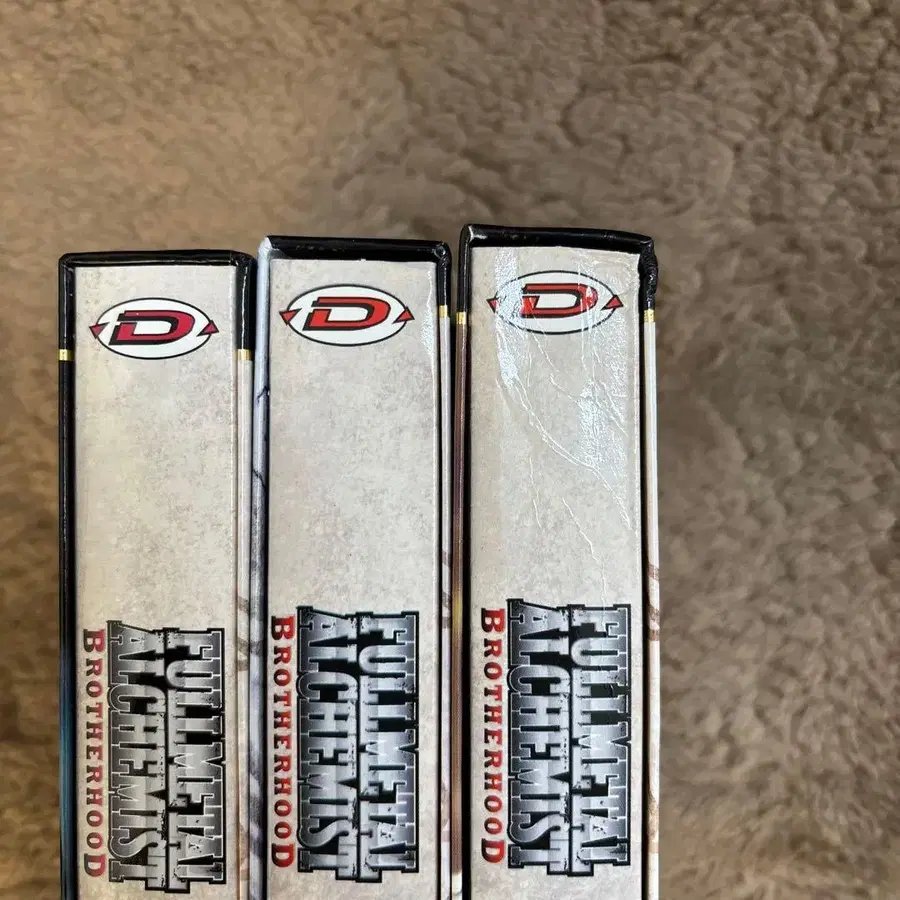 D
FULLMETAL
ALCHEMIST
BROTHERHOOD
D
FULLMETAL
ALCHEMIST
BROTHERHOOD
D
FULLMETAL
ALCHEMIST
BROTHERHOOD